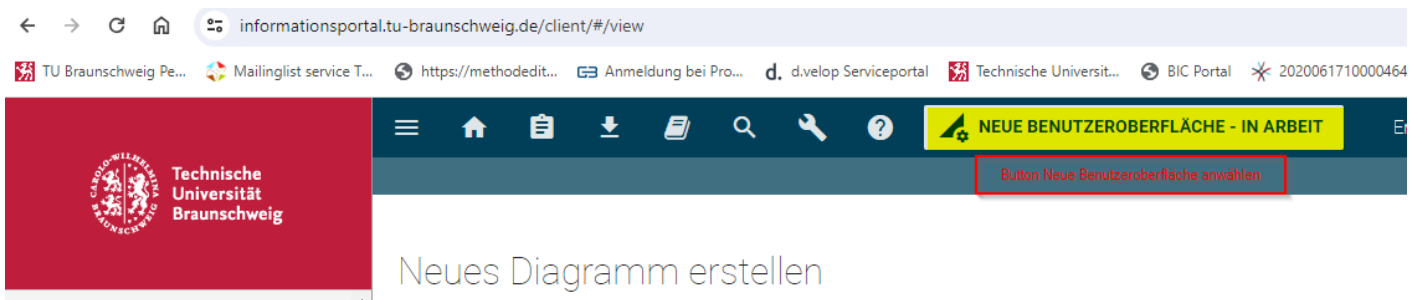 informationsportal.tu-braunschweig.de/client/#/view
TU Braunschweig Pe... Mailinglist service T... https://methodedit... Anmeldung bei Pro... d.velop Serviceportal Technische Universit... BIC Portal 2020061710000464
NEUE BENUTZEROBERFLÄCHE - IN ARBEIT
Button Neue Benutzeroberfläche anwählen
Technische
Universität
Braunschweig
Neues Diagramm erstellen